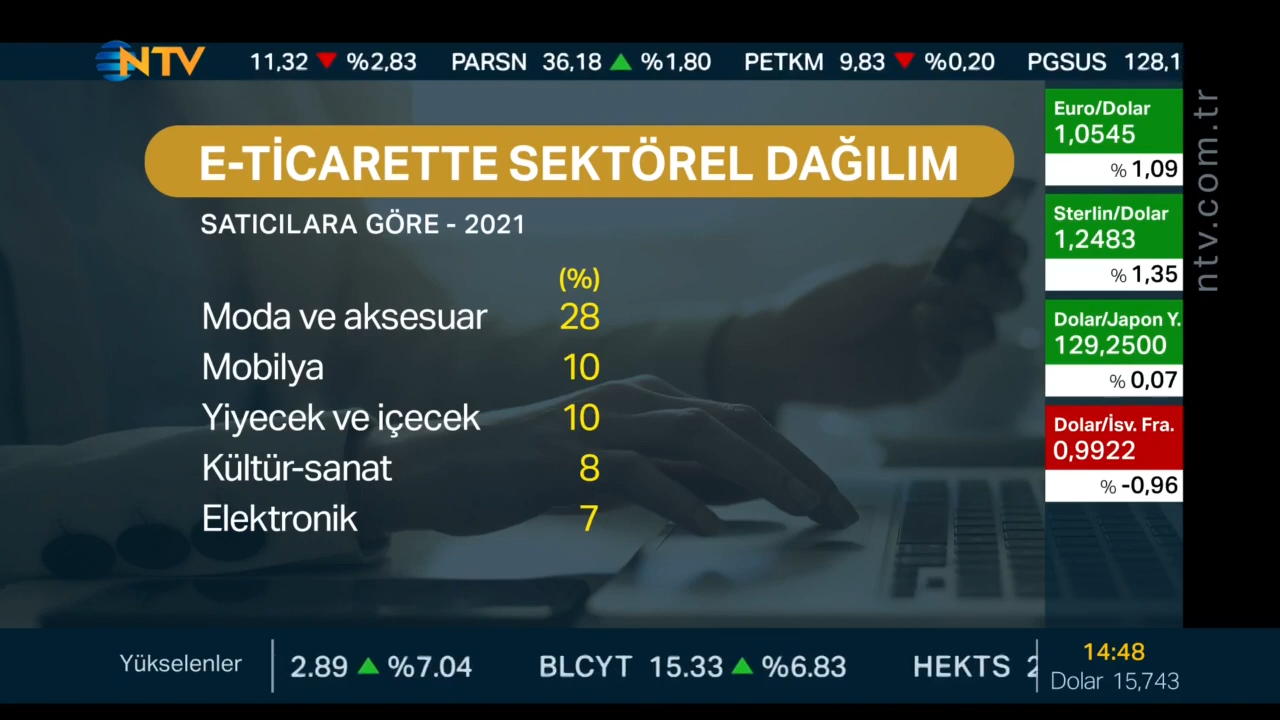 NTV
11,32 ▼ %2,83 PARSN 36,18 ▲ %1,80 PETKM 9,83 ▼ %0,20 PGSUS 128,1
E-TİCARETTE SEKTÖREL DAĞILIM
SATICILARA GÖRE - 2021
(%)
Moda ve aksesuar 28
Mobilya 10
Yiyecek ve içecek 10
Kültür-sanat 8
Elektronik 7
Euro/Dolar
1,0545
% 1,09
Sterlin/Dolar
1,2483
% 1,35
Dolar/Japon Y.
129,2500
% 0,07
Dolar/İsv. Fra.
0,9922
% -0,96
ntv.com.tr
Yükselenler 2.89 ▲ %7.04 BLCYT 15.33 ▲ %6.83 HEKTS
14:48
Dolar 15,743